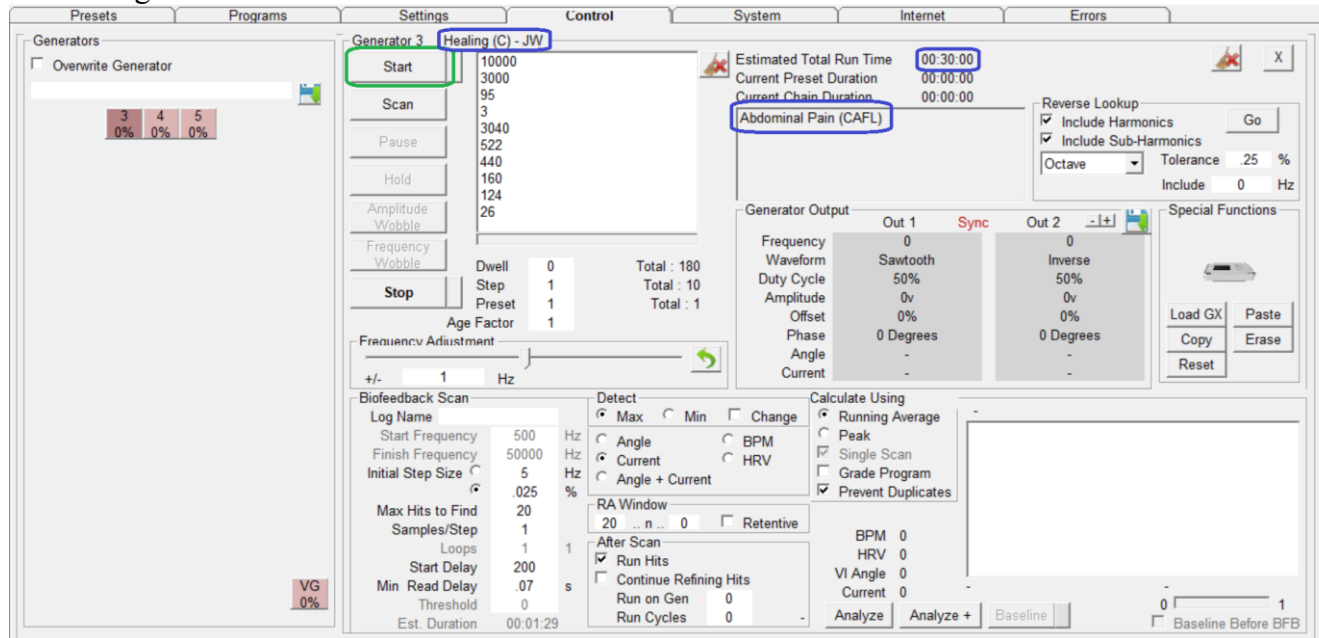 Presets Programs Settings Control System Internet Errors
Generators
Overwrite Generator
3 4 5
0% 0% 0%
VG
0%
Generator 3 Healing (C) - JW
Start
Scan
Pause
Hold
Amplitude
Wobble
Frequency
Wobble
Stop
10000
3000
95
3
3040
522
440
160
124
26
Dwell 0 Total : 180
Step 1 Total : 10
Preset 1 Total : 1
Age Factor 1
Frequency Adjustment
+/- 1 Hz
Estimated Total Run Time 00:30:00
Current Preset Duration 00:00:00
Current Chain Duration 00:00:00
X
Abdominal Pain (CAFL)
Reverse Lookup
Include Harmonics Go
Include Sub-Harmonics
Octave Tolerance .25 %
Include 0 Hz
Generator Output
Out 1 Sync Out 2 -|+|
Frequency 0 0
Waveform Sawtooth Inverse
Duty Cycle 50% 50%
Amplitude 0v 0v
Offset 0% 0%
Phase 0 Degrees 0 Degrees
Angle - -
Current - -
Special Functions
Load GX Paste
Copy Erase
Reset
Biofeedback Scan
Log Name
Start Frequency 500 Hz
Finish Frequency 50000 Hz
Initial Step Size 5 Hz
.025 %
Max Hits to Find 20
Samples/Step 1
Loops 1 1
Start Delay 200
Min Read Delay .07 s
Threshold 0
Est. Duration 00:01:29
Detect
Max Min Change
Angle BPM
Current HRV
Angle + Current
RA Window
20 .. n .. 0 Retentive
After Scan
Run Hits
Continue Refining Hits
Run on Gen 0
Run Cycles 0 -
Calculate Using
Running Average
Peak
Single Scan
Grade Program
Prevent Duplicates
-
BPM 0
HRV 0
VI Angle 0
Current 0
- -
Analyze Analyze + Baseline
0 1
Baseline Before BFB